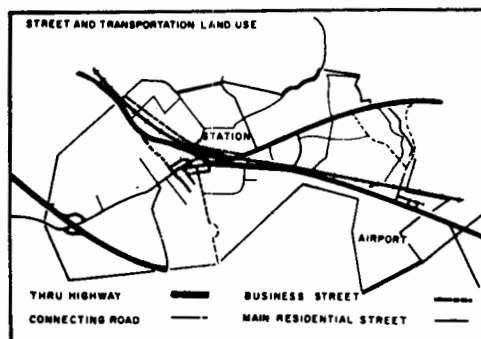 STREET AND TRANSPORTATION LAND USE
STATION
AIRPORT
THRU HIGHWAY
BUSINESS STREET
CONNECTING ROAD
MAIN RESIDENTIAL STREET